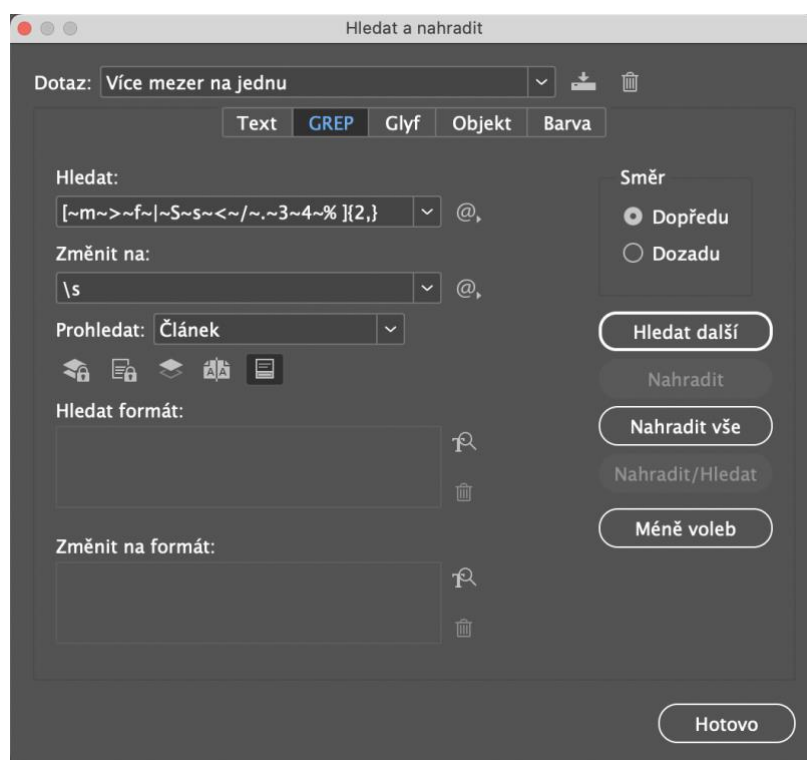 Hledat a nahradit
Dotaz: Více mezer na jednu
Text GREP Glyf Objekt Barva
Hledat:
[~m~>~f~|~S~s~<~/~.~3~4~% ]{2,}
Změnit na:
\s
Prohledat: Článek
Hledat formát:
Změnit na formát:
Směr
Dopředu
Dozadu
Hledat další
Nahradit
Nahradit vše
Nahradit/Hledat
Méně voleb
Hotovo